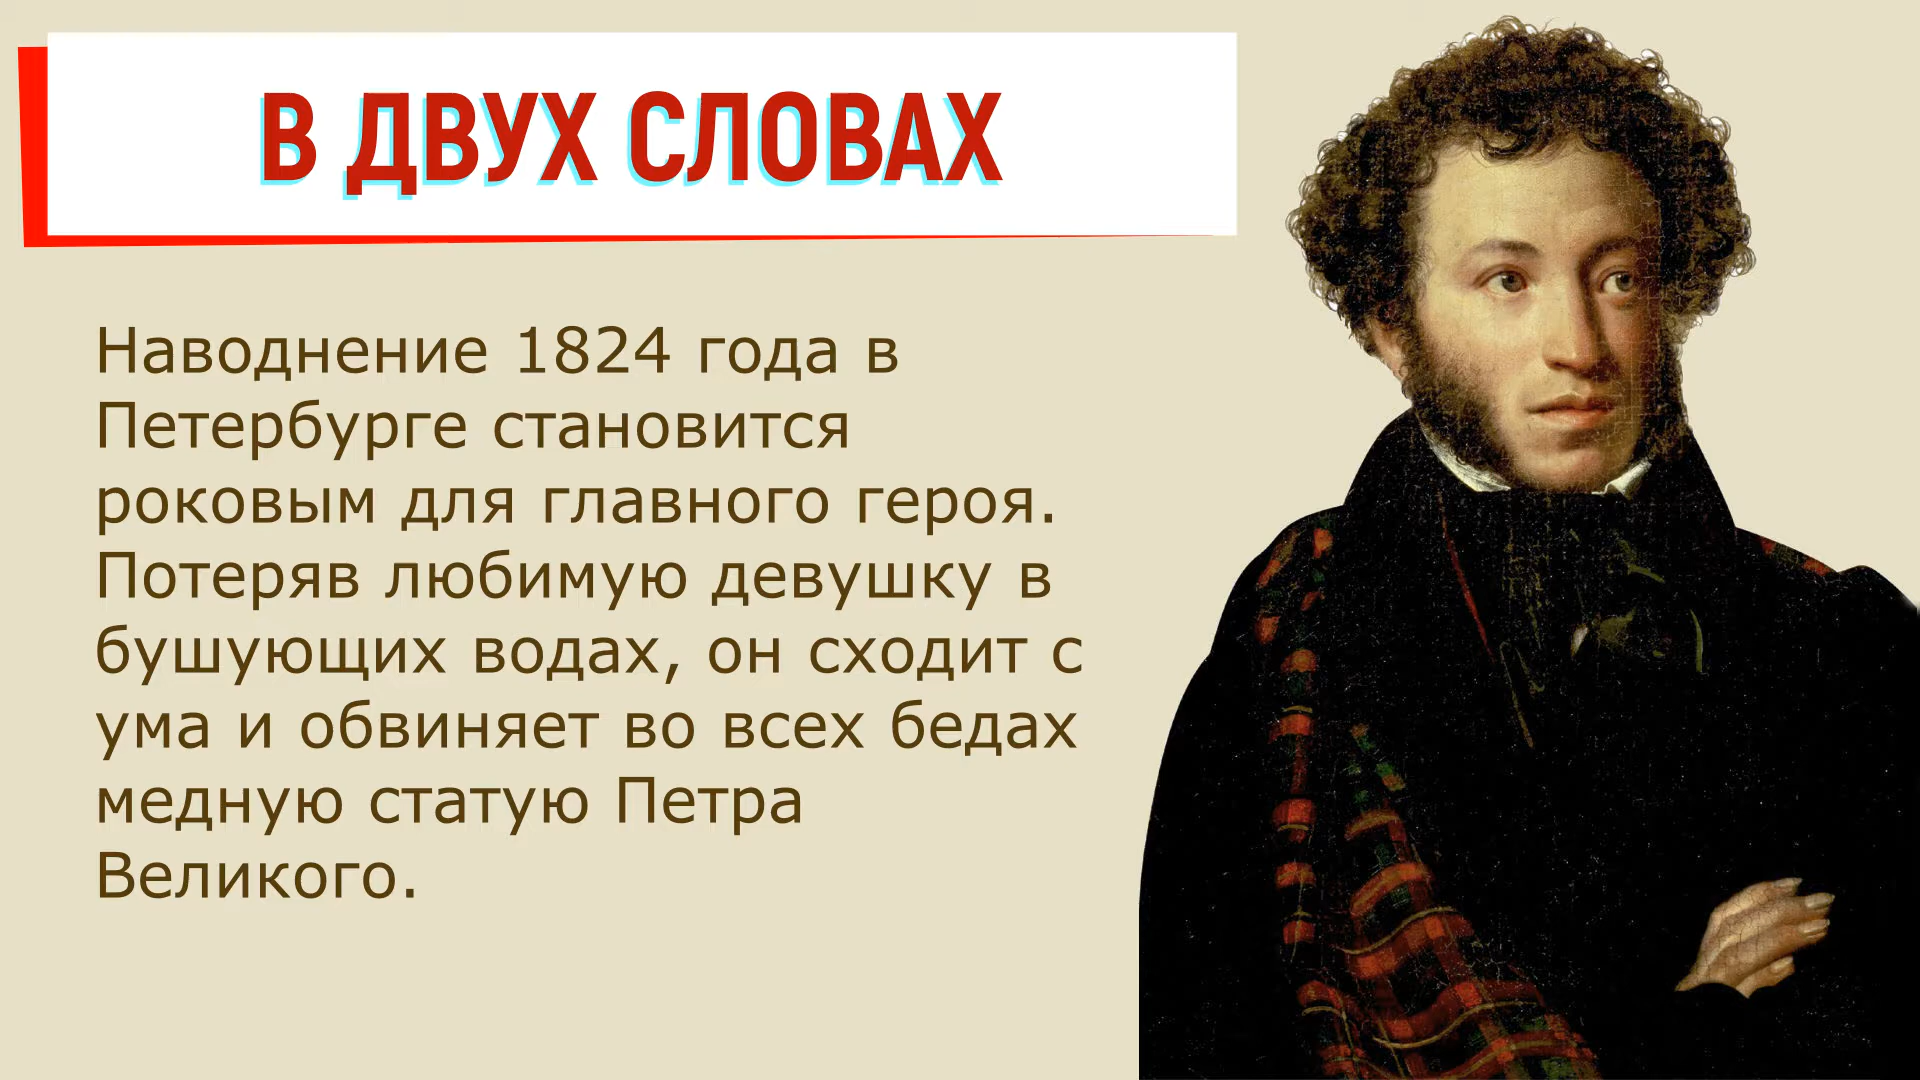 В ДВУХ СЛОВАХ
Наводнение 1824 года в
Петербурге становится
роковым для главного героя.
Потеряв любимую девушку в
бушующих водах, он сходит с
ума и обвиняет во всех бедах
медную статую Петра
Великого.